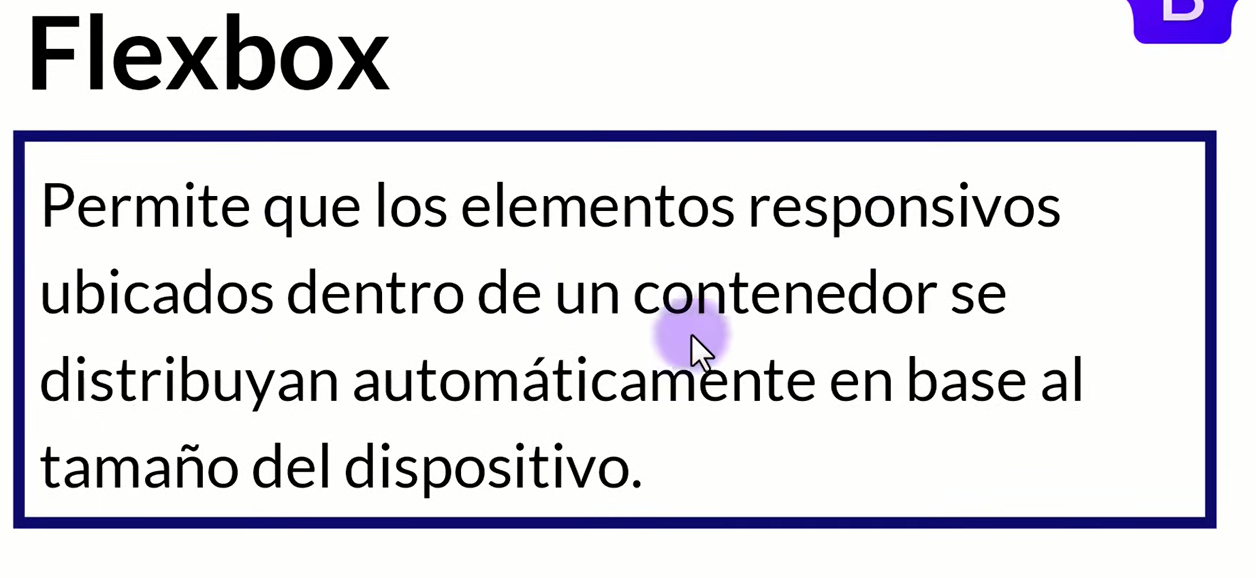 B
Flexbox
Permite que los elementos responsivos
ubicados dentro de un contenedor se
distribuyan automáticamente en base al
tamaño del dispositivo.